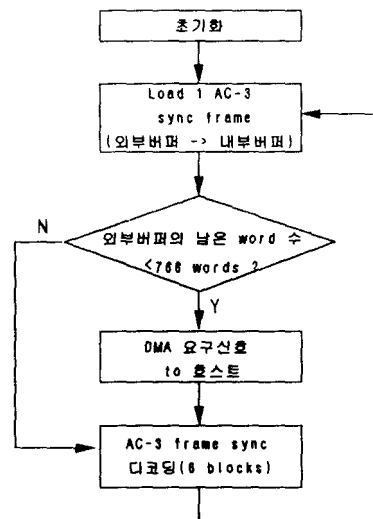 초기화
Load 1 AC-3
sync frame
(외부버퍼 -> 내부버퍼)
N
외부버퍼의 남은 word 수
<766 words ?
Y
DMA 요구신호
to 호스트
AC-3 frame sync
디코딩(6 blocks)